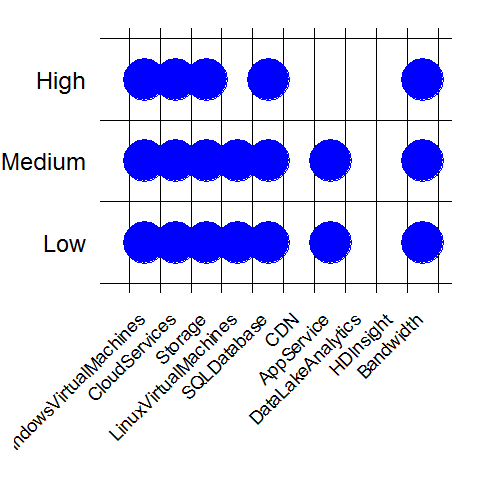 High
Medium
Low
ndowsVirtualMachines
CloudServices
Storage
LinuxVirtualMachines
SQLDatabase
CDN
AppService
DataLakeAnalytics
HDInsight
Bandwidth